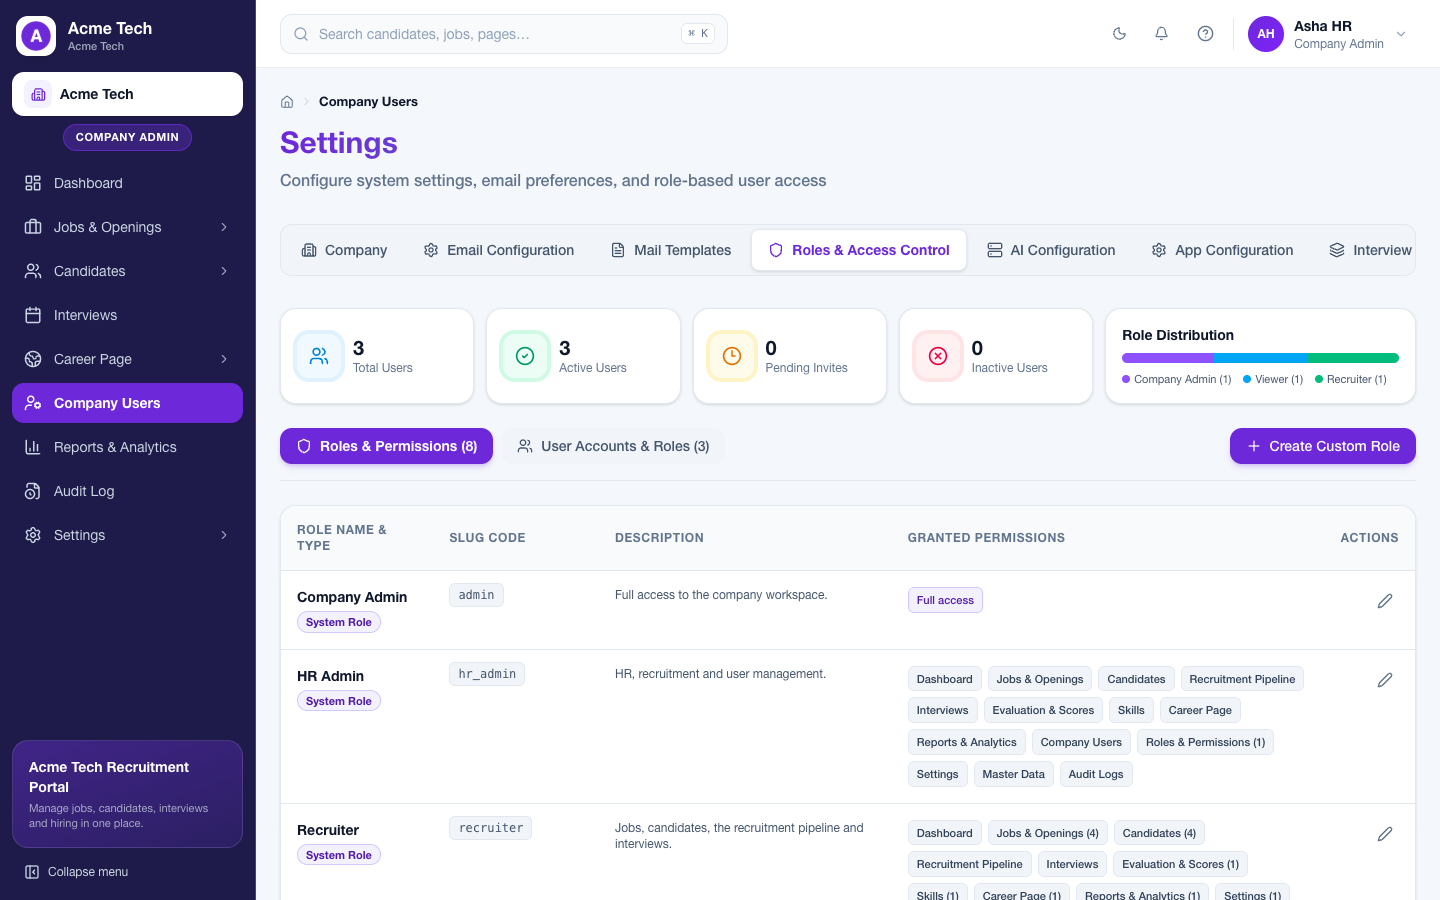 A
Acme Tech
Acme Tech
Acme Tech
COMPANY ADMIN
Dashboard
Jobs & Openings
Candidates
Interviews
Career Page
Company Users
Reports & Analytics
Audit Log
Settings
Acme Tech Recruitment
Portal
Manage jobs, candidates, interviews
and hiring in one place.
Collapse menu
Search candidates, jobs, pages...
⌘ K
AH
Asha HR
Company Admin
Company Users
Settings
Configure system settings, email preferences, and role-based user access
Company
Email Configuration
Mail Templates
Roles & Access Control
AI Configuration
App Configuration
Interview
3
Total Users
3
Active Users
0
Pending Invites
0
Inactive Users
Role Distribution
Company Admin (1) Viewer (1) Recruiter (1)
Roles & Permissions (8)
User Accounts & Roles (3)
+ Create Custom Role
ROLE NAME &
TYPE
SLUG CODE
DESCRIPTION
GRANTED PERMISSIONS
ACTIONS
Company Admin
System Role
admin
Full access to the company workspace.
Full access
HR Admin
System Role
hr_admin
HR, recruitment and user management.
Dashboard Jobs & Openings Candidates Recruitment Pipeline
Interviews Evaluation & Scores Skills Career Page
Reports & Analytics Company Users Roles & Permissions (1)
Settings Master Data Audit Logs
Recruiter
System Role
recruiter
Jobs, candidates, the recruitment pipeline and
interviews.
Dashboard Jobs & Openings (4) Candidates (4)
Recruitment Pipeline Interviews Evaluation & Scores (1)
Skills (1) Career Page (1) Reports & Analytics (1) Settings (1)